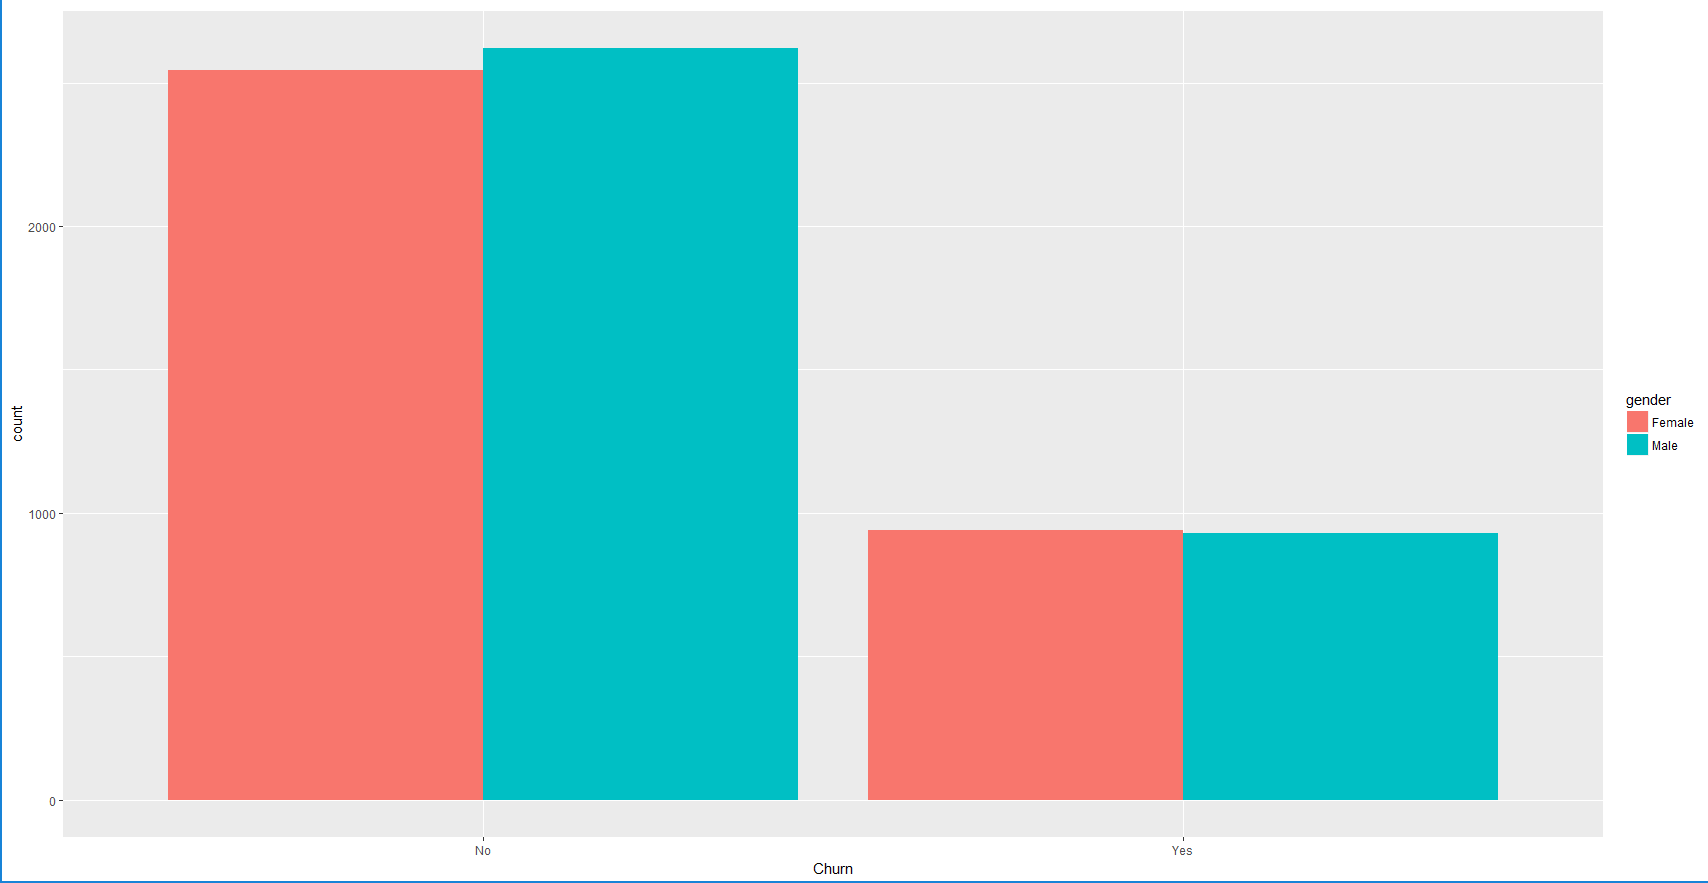 count
2000
1000
0
No
Yes
Churn
gender
Female
Male